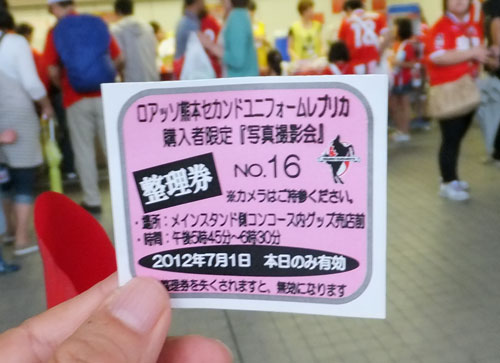 ロアッソ熊本セカンドユニフォームレプリカ
購入者限定『写真撮影会』
整理券
NO.16
※カメラはご持参ください。
・場所：メインスタンド側コンコース内グッズ売店前
・時間：午後5時45分～6時30分
2012年7月1日 本日のみ有効
整理券を失くされますと、無効になります
18